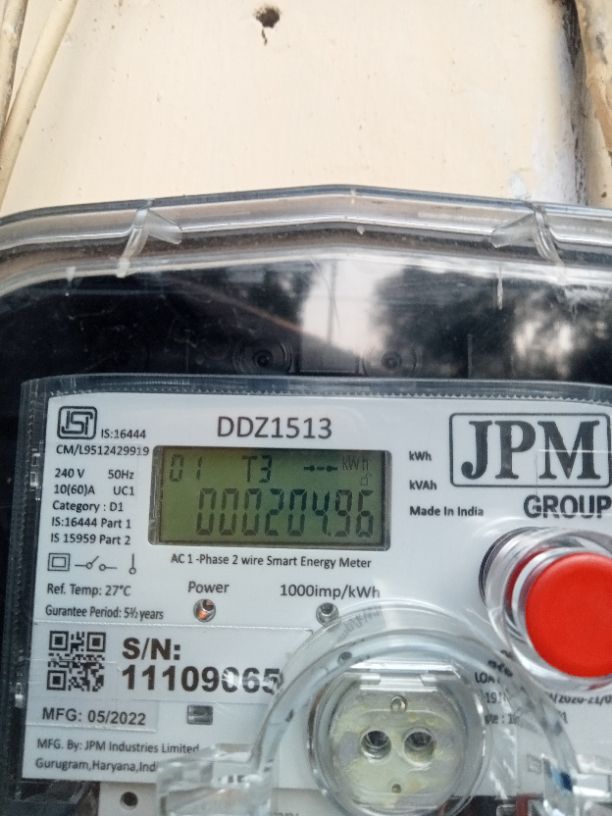 ISI
IS:16444
CM/L9512429919
DDZ1513
JPM
GROUP
240 V 50Hz
10(60)A UC1
Category : D1
IS:16444 Part 1
IS 15959 Part 2
01 T3 kWh
000204.96
kWh
kVAh
Made In India
AC 1 -Phase 2 wire Smart Energy Meter
Ref. Temp: 27°C
Gurantee Period: 5½ years
Power
1000imp/kWh
S/N:
11109065
MFG: 05/2022
MFG. By: JPM Industries Limited
Gurugram,Haryana,